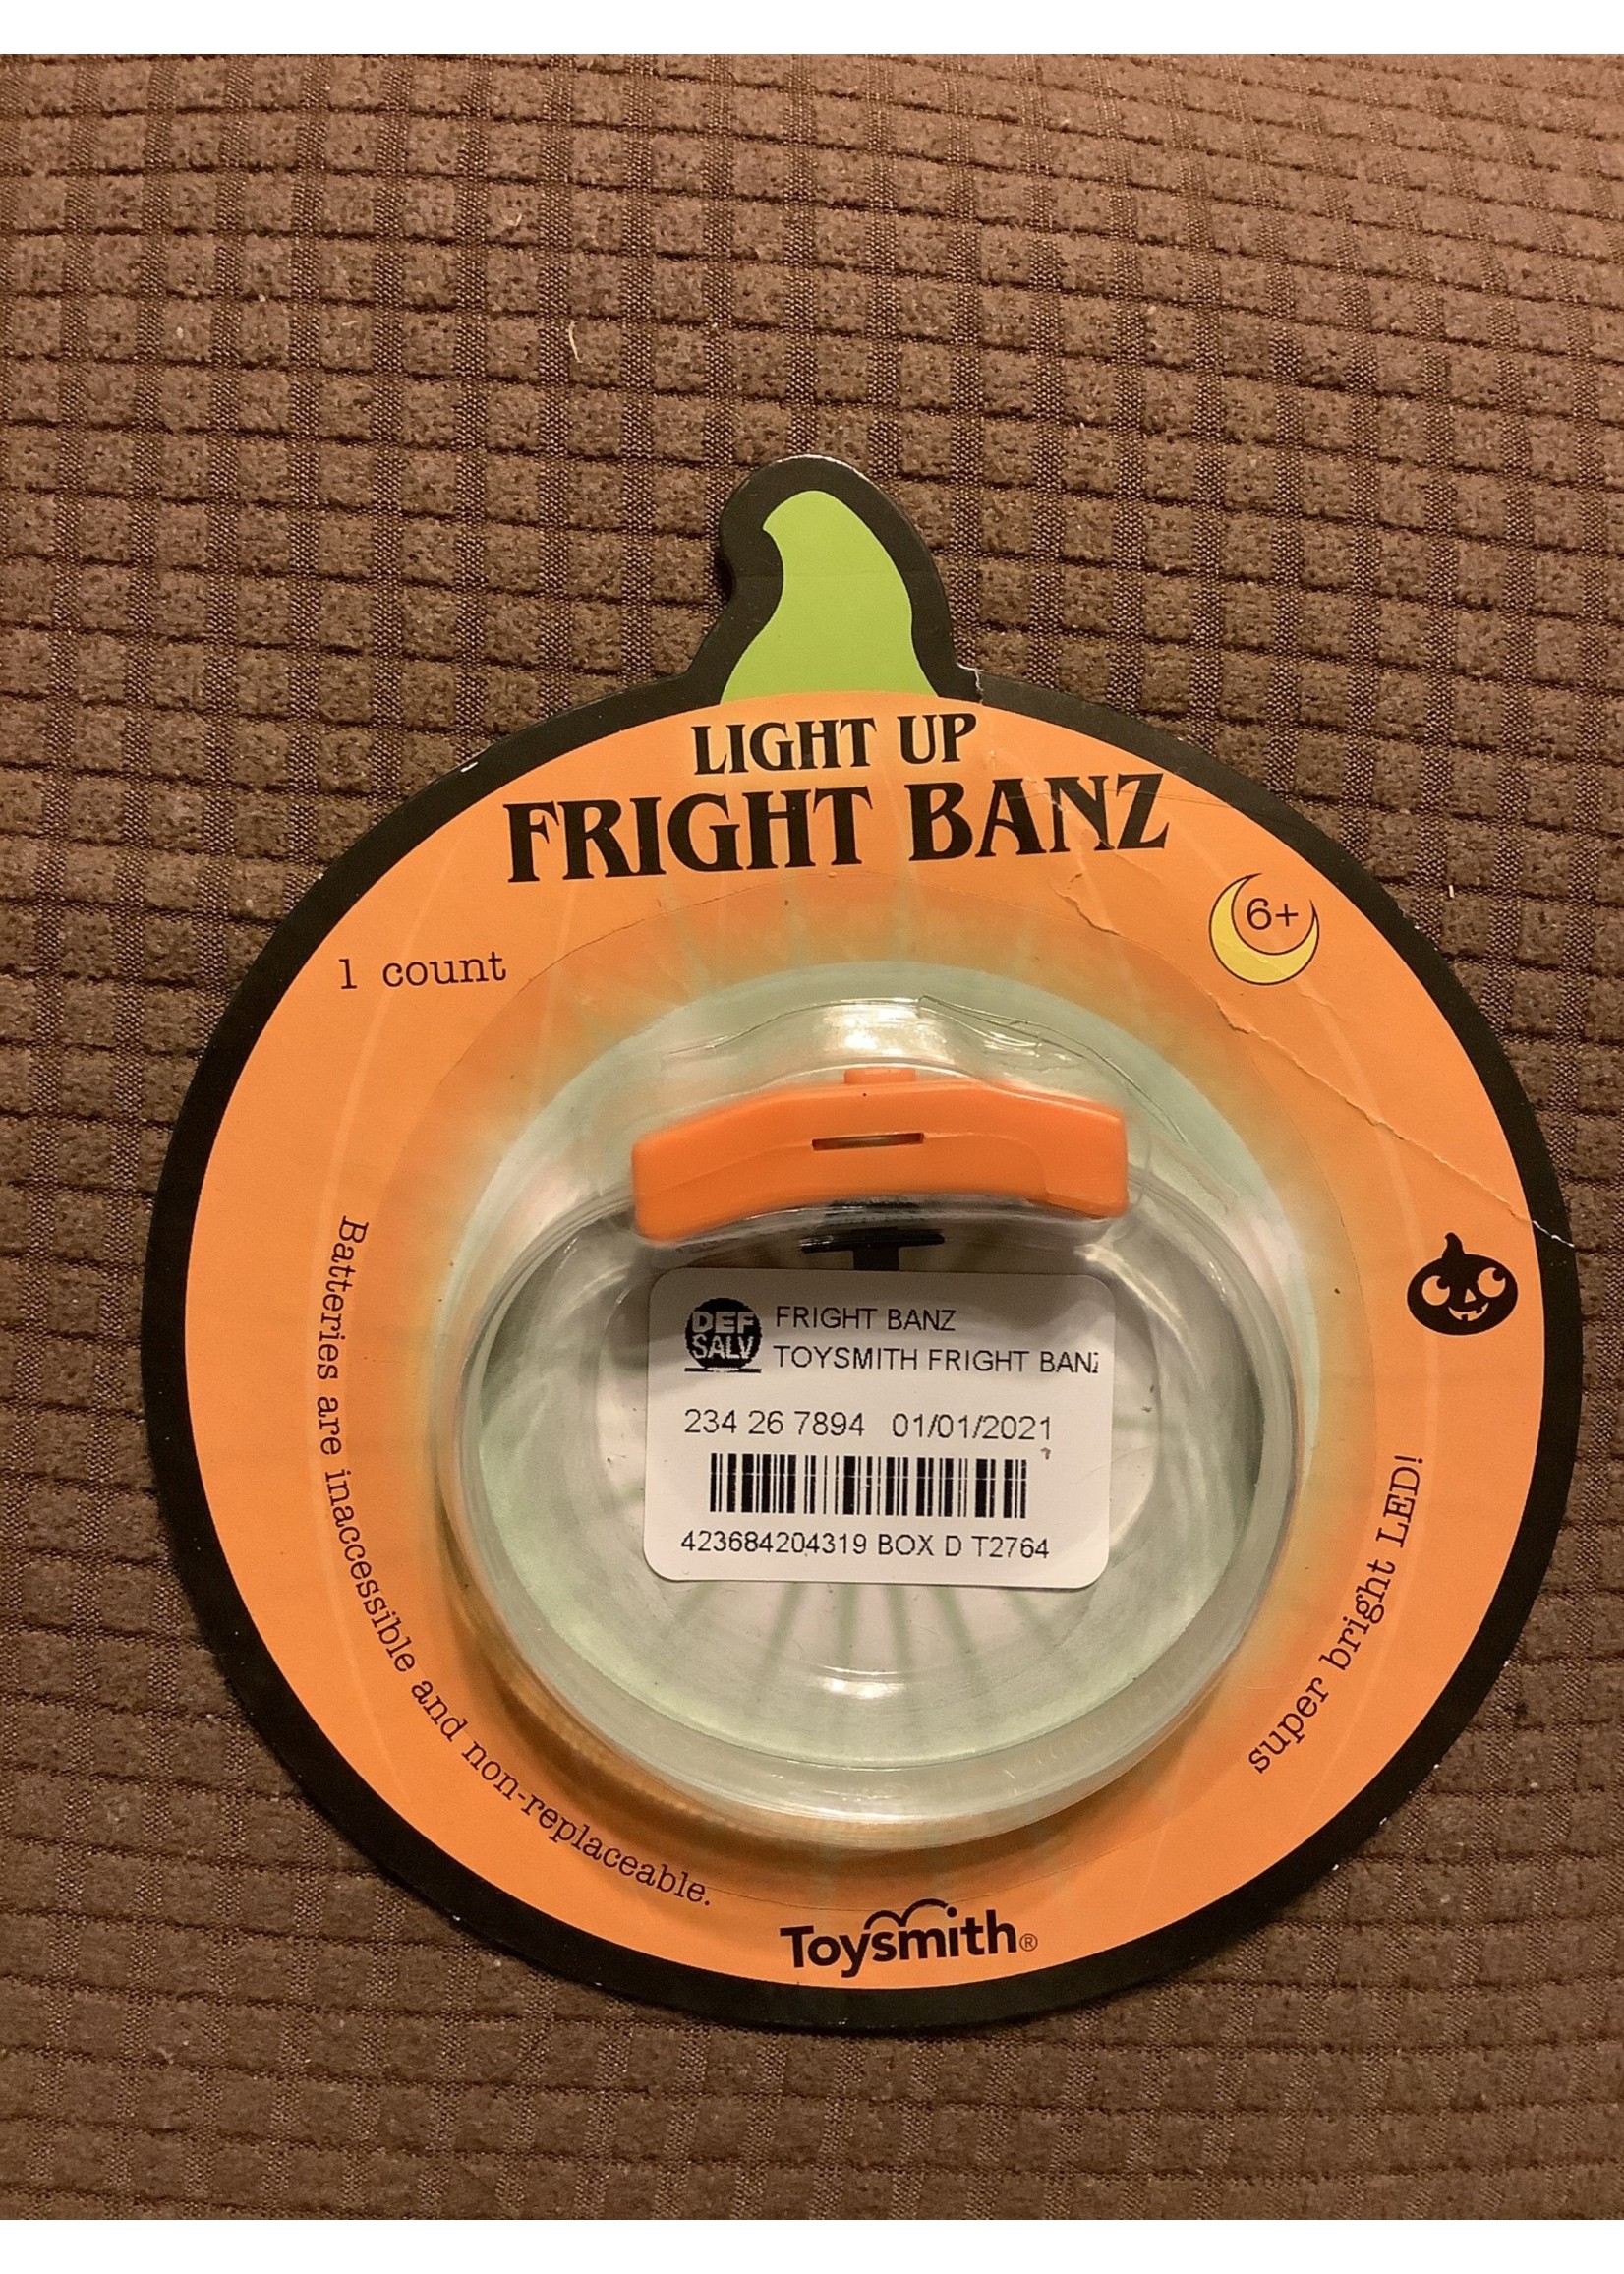 LIGHT UP
FRIGHT BANZ
6+
1 count
DEF
SALV
FRIGHT BANZ
TOYSMITH FRIGHT BANZ
234 26 7894 01/01/2021
423684204319 BOX D T2764
Batteries are inaccessible and non-replaceable.
super bright LED!
Toysmith®